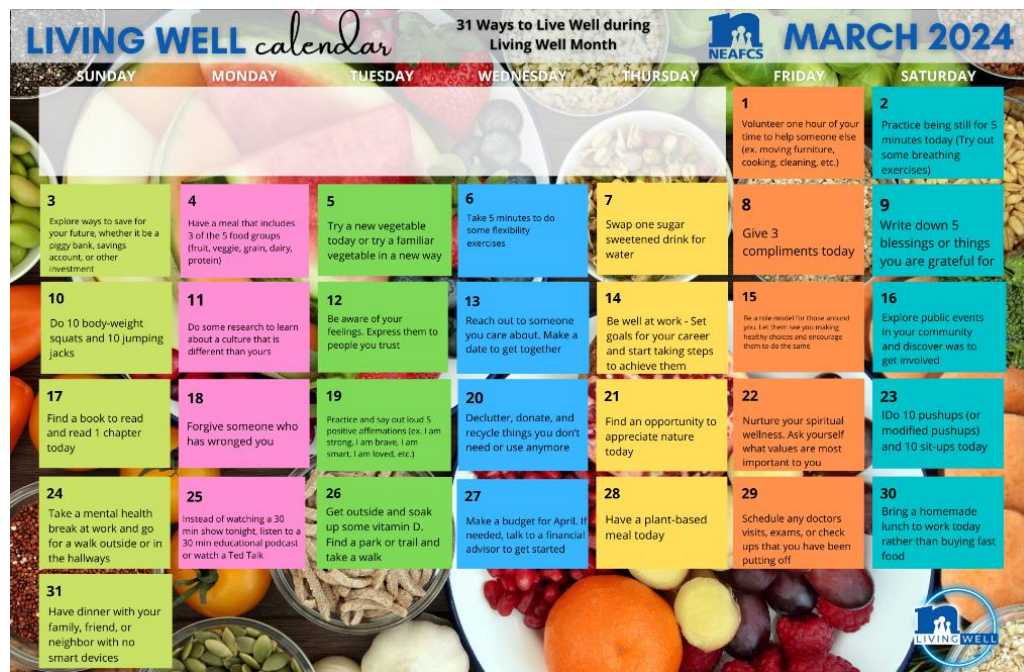 LIVING WELL calendar
31 Ways to Live Well during
Living Well Month
NEAFCS
MARCH 2024
SUNDAY MONDAY TUESDAY WEDNESDAY THURSDAY FRIDAY SATURDAY
1
Volunteer one hour of your
time to help someone else
(ex. moving furniture,
cooking, cleaning, etc.)
2
Practice being still for 5
minutes today (Try out
some breathing
exercises)
3
Explore ways to save for
your future, whether it be a
piggy bank, savings
account, or other
investment
4
Have a meal that includes
3 of the 5 food groups
(fruit, veggie, grain, dairy,
protein)
5
Try a new vegetable
today or try a familiar
vegetable in a new way
6
Take 5 minutes to do
some flexibility
exercises
7
Swap one sugar
sweetened drink for
water
8
Give 3
compliments today
9
Write down 5
blessings or things
you are grateful for
10
Do 10 body-weight
squats and 10 jumping
jacks
11
Do some research to learn
about a culture that is
different than yours
12
Be aware of your
feelings. Express them to
people you trust
13
Reach out to someone
you care about. Make a
date to get together
14
Be well at work - Set
goals for your career
and start taking steps
to achieve them
15
Be a role model for those around
you. Let them see you making
healthy choices and encourage
them to do the same
16
Explore public events
in your community
and discover was to
get involved
17
Find a book to read
and read 1 chapter
today
18
Forgive someone who
has wronged you
19
Practice and say out loud 5
positive affirmations (ex. I am
strong, I am brave, I am
smart, I am loved, etc.)
20
Declutter, donate, and
recycle things you don't
need or use anymore
21
Find an opportunity to
appreciate nature
today
22
Nurture your spiritual
wellness. Ask yourself
what values are most
important to you
23
IDo 10 pushups (or
modified pushups)
and 10 sit-ups today
24
Take a mental health
break at work and go
for a walk outside or in
the hallways
25
Instead of watching a 30
min show tonight, listen to a
30 min educational podcast
or watch a Ted Talk
26
Get outside and soak
up some vitamin D.
Find a park or trail and
take a walk
27
Make a budget for April. If
needed, talk to a financial
advisor to get started
28
Have a plant-based
meal today
29
Schedule any doctors
visits, exams, or check
ups that you have been
putting off
30
Bring a homemade
lunch to work today
rather than buying fast
food
31
Have dinner with your
family, friend, or
neighbor with no
smart devices
LIVING WELL